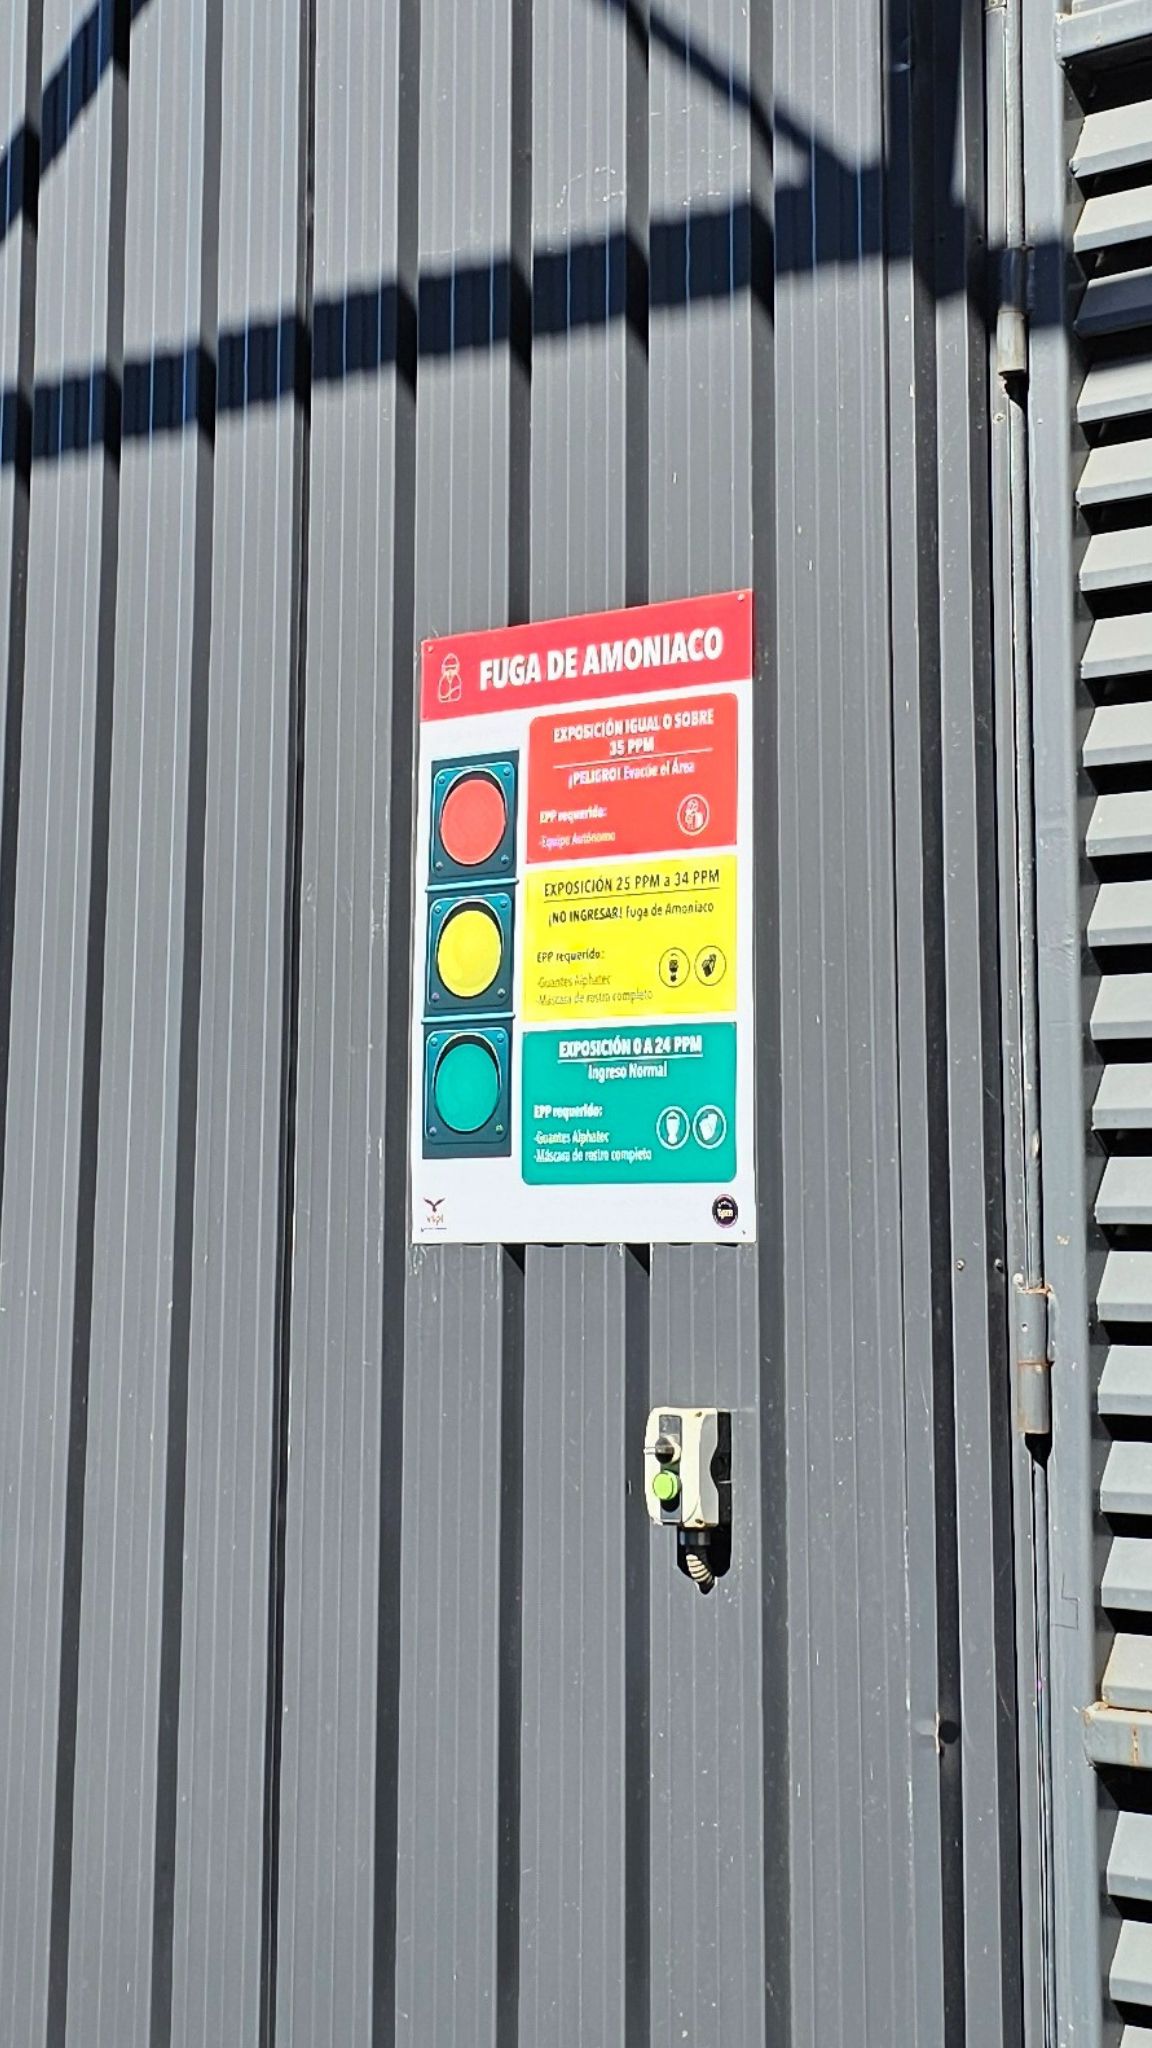 FUGA DE AMONIACO
EXPOSICIÓN IGUAL O SOBRE
35 PPM
¡PELIGRO! Evacúe el Área
EPP requerido:
-Equipo Autónomo
EXPOSICIÓN 25 PPM a 34 PPM
¡NO INGRESAR! Fuga de Amoniaco
EPP requerido:
-Guantes Alphatec
-Máscara de rostro completo
EXPOSICIÓN 0 A 24 PPM
Ingreso Normal
EPP requerido:
-Guantes Alphatec
-Máscara de rostro completo